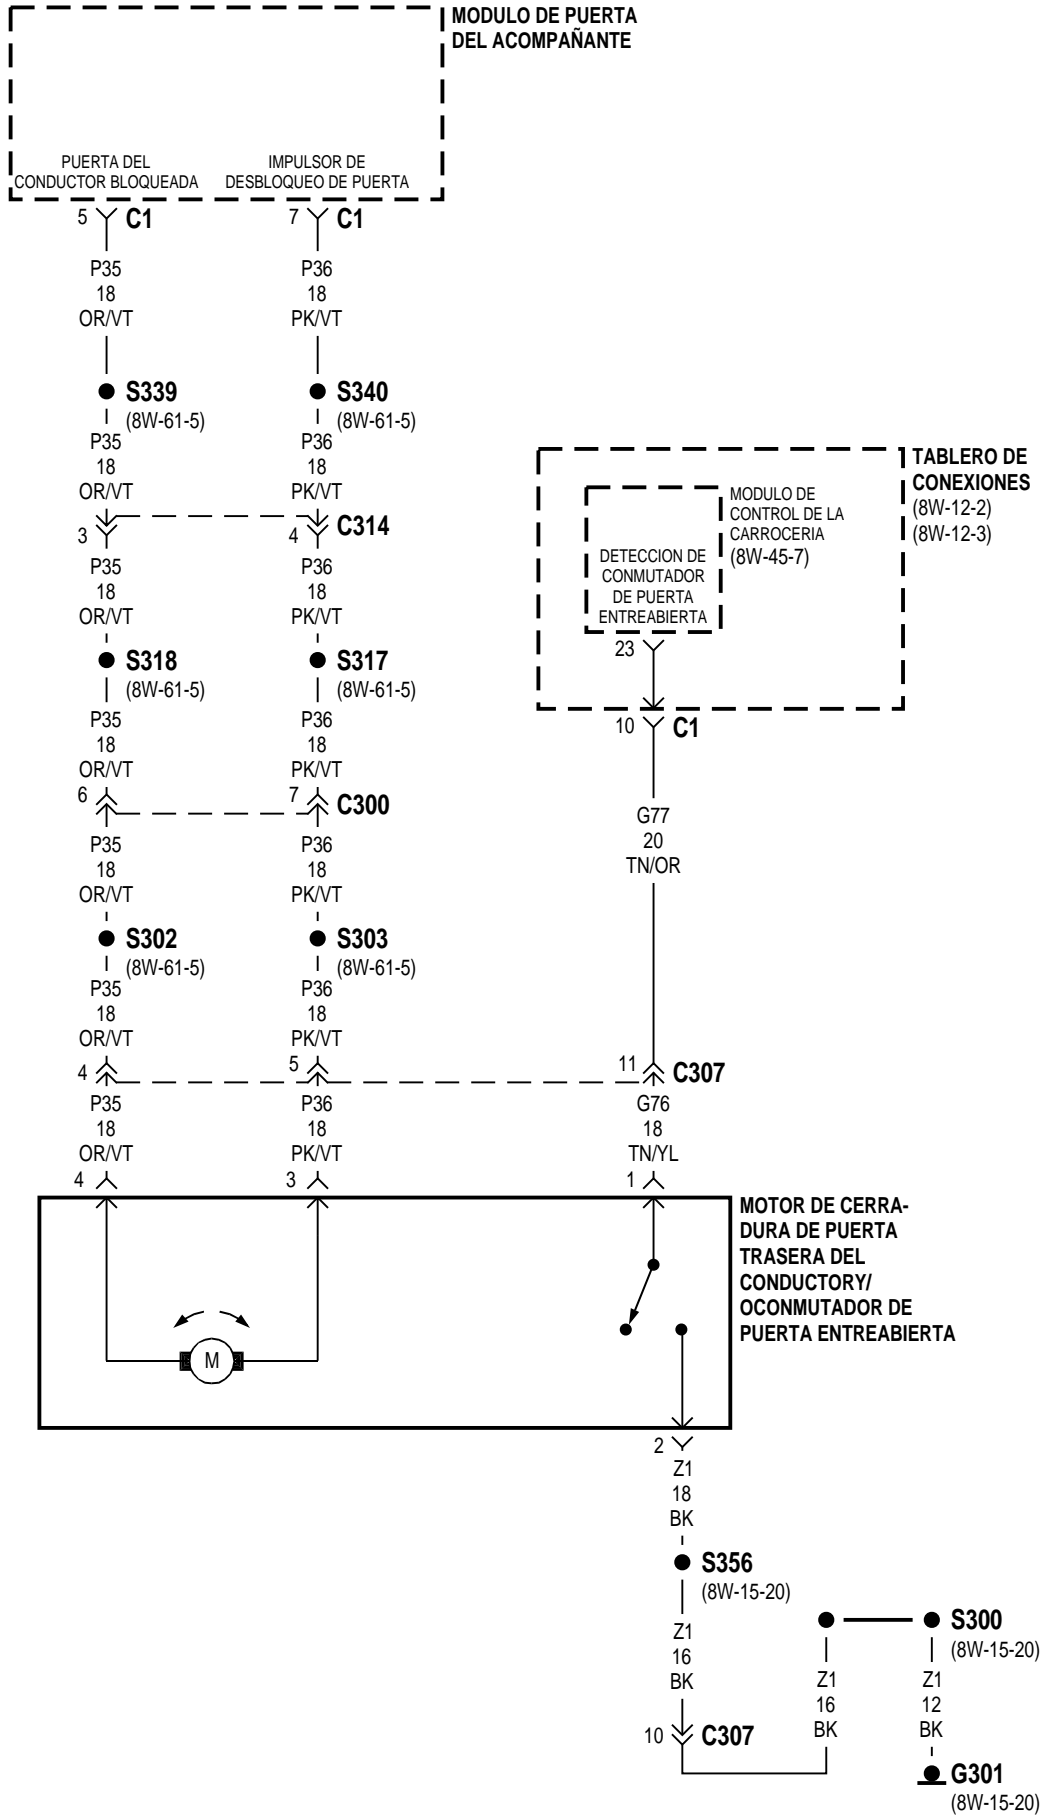 MODULO DE PUERTA
DEL ACOMPAÑANTE
PUERTA DEL
CONDUCTOR BLOQUEADA
IMPULSOR DE
DESBLOQUEO DE PUERTA
5 C1
7 C1
P35
18
OR/VT
P36
18
PK/VT
S339
(8W-61-5)
S340
(8W-61-5)
P35
18
OR/VT
P36
18
PK/VT
3
4
C314
P35
18
OR/VT
P36
18
PK/VT
S318
(8W-61-5)
S317
(8W-61-5)
P35
18
OR/VT
P36
18
PK/VT
6
7
C300
P35
18
OR/VT
P36
18
PK/VT
S302
(8W-61-5)
S303
(8W-61-5)
P35
18
OR/VT
P36
18
PK/VT
TABLERO DE
CONEXIONES
(8W-12-2)
(8W-12-3)
MODULO DE
CONTROL DE LA
CARROCERIA
(8W-45-7)
DETECCION DE
CONMUTADOR
DE PUERTA
ENTREABIERTA
23
10 C1
G77
20
TN/OR
4
5
11
C307
P35
18
OR/VT
P36
18
PK/VT
G76
18
TN/YL
4
3
1
MOTOR DE CERRA-
DURA DE PUERTA
TRASERA DEL
CONDUCTORY/
OCONMUTADOR DE
PUERTA ENTREABIERTA
M
2
Z1
18
BK
S356
(8W-15-20)
Z1
16
BK
10 C307
Z1
16
BK
S300
(8W-15-20)
Z1
12
BK
G301
(8W-15-20)